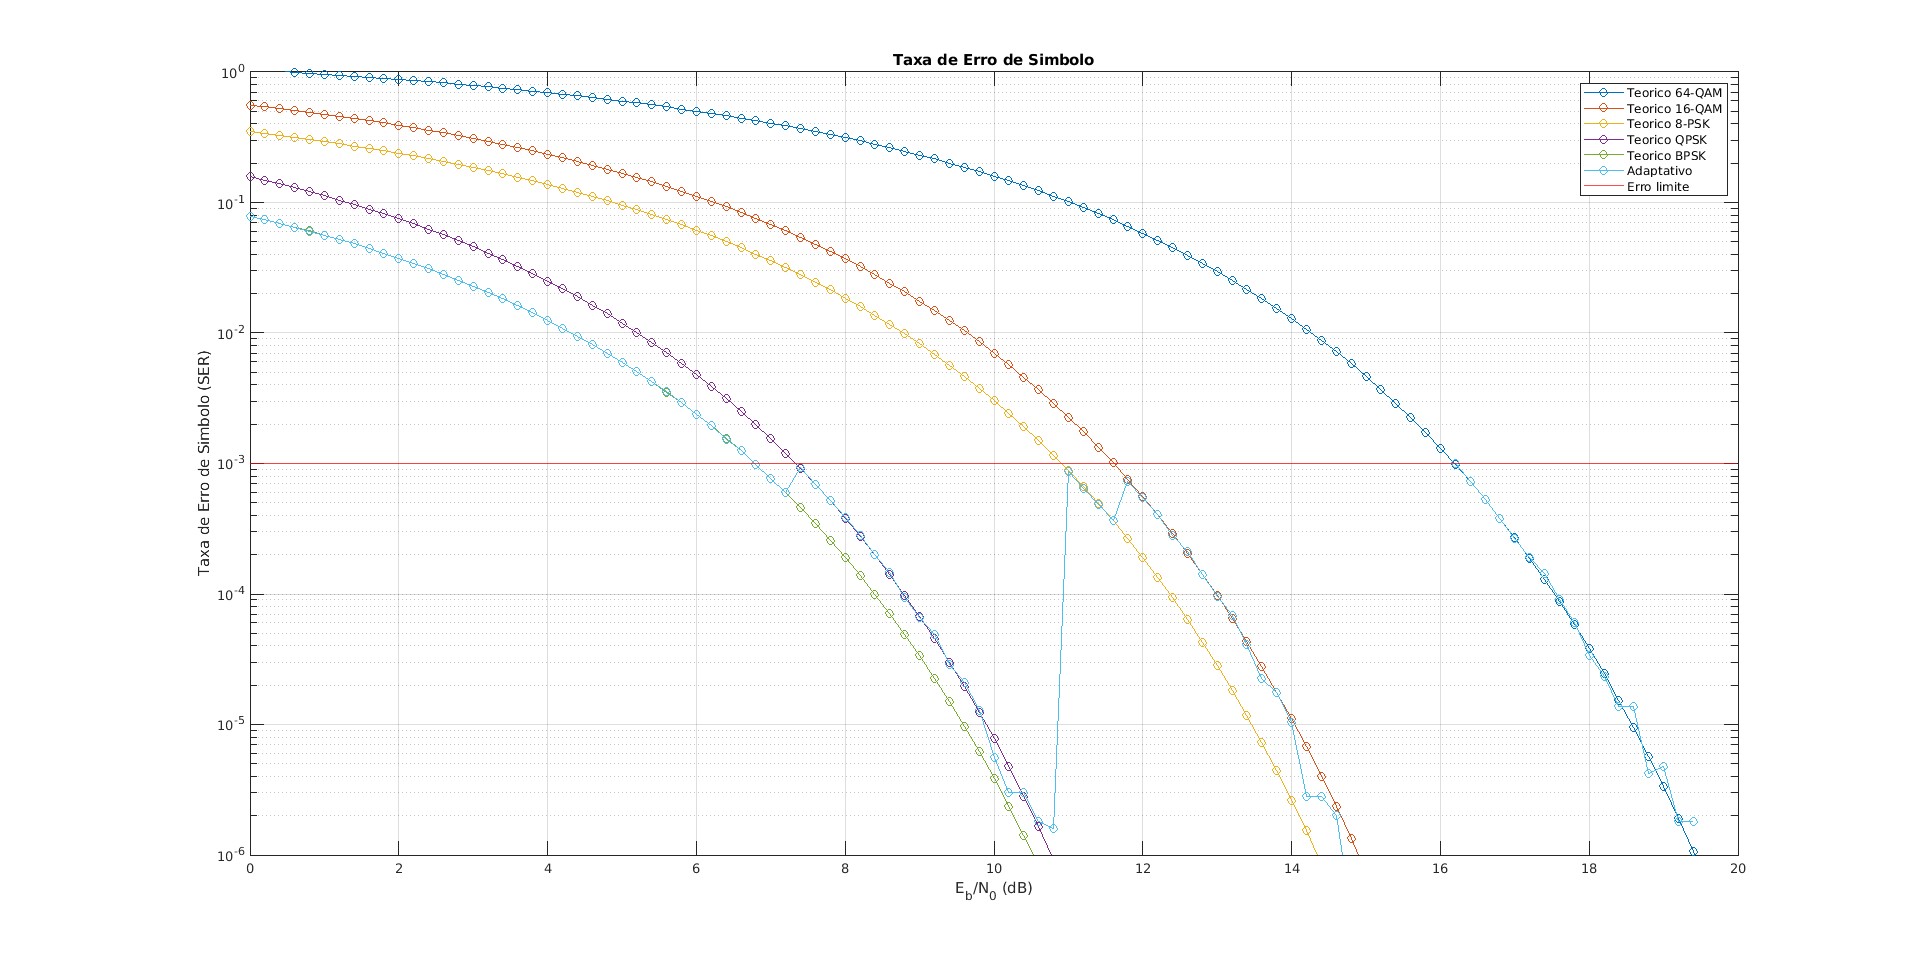 Taxa de Erro de Simbolo
Teorico 64-QAM
Teorico 16-QAM
Teorico 8-PSK
Teorico QPSK
Teorico BPSK
Adaptativo
Erro limite
Taxa de Erro de Simbolo (SER)
10^0
10^-1
10^-2
10^-3
10^-4
10^-5
10^-6
0 2 4 6 8 10 12 14 16 18 20
E_b/N_0 (dB)